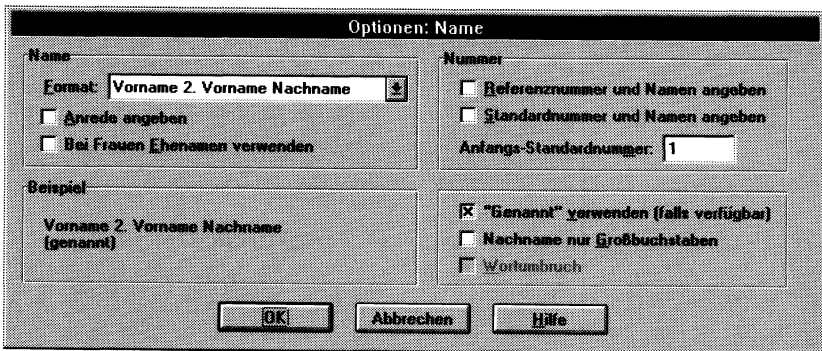 Optionen: Name
Name
Format: Vorname 2. Vorname Nachname
Anrede angeben
Bei Frauen Ehenamen verwenden
Nummer
Referenznummer und Namen angeben
Standardnummer und Namen angeben
Anfangs-Standardnummer: 1
Beispiel
Vorname 2. Vorname Nachname
(genannt)
"Genannt" verwenden (falls verfügbar)
Nachname nur Großbuchstaben
Wortumbruch
OK Abbrechen Hilfe